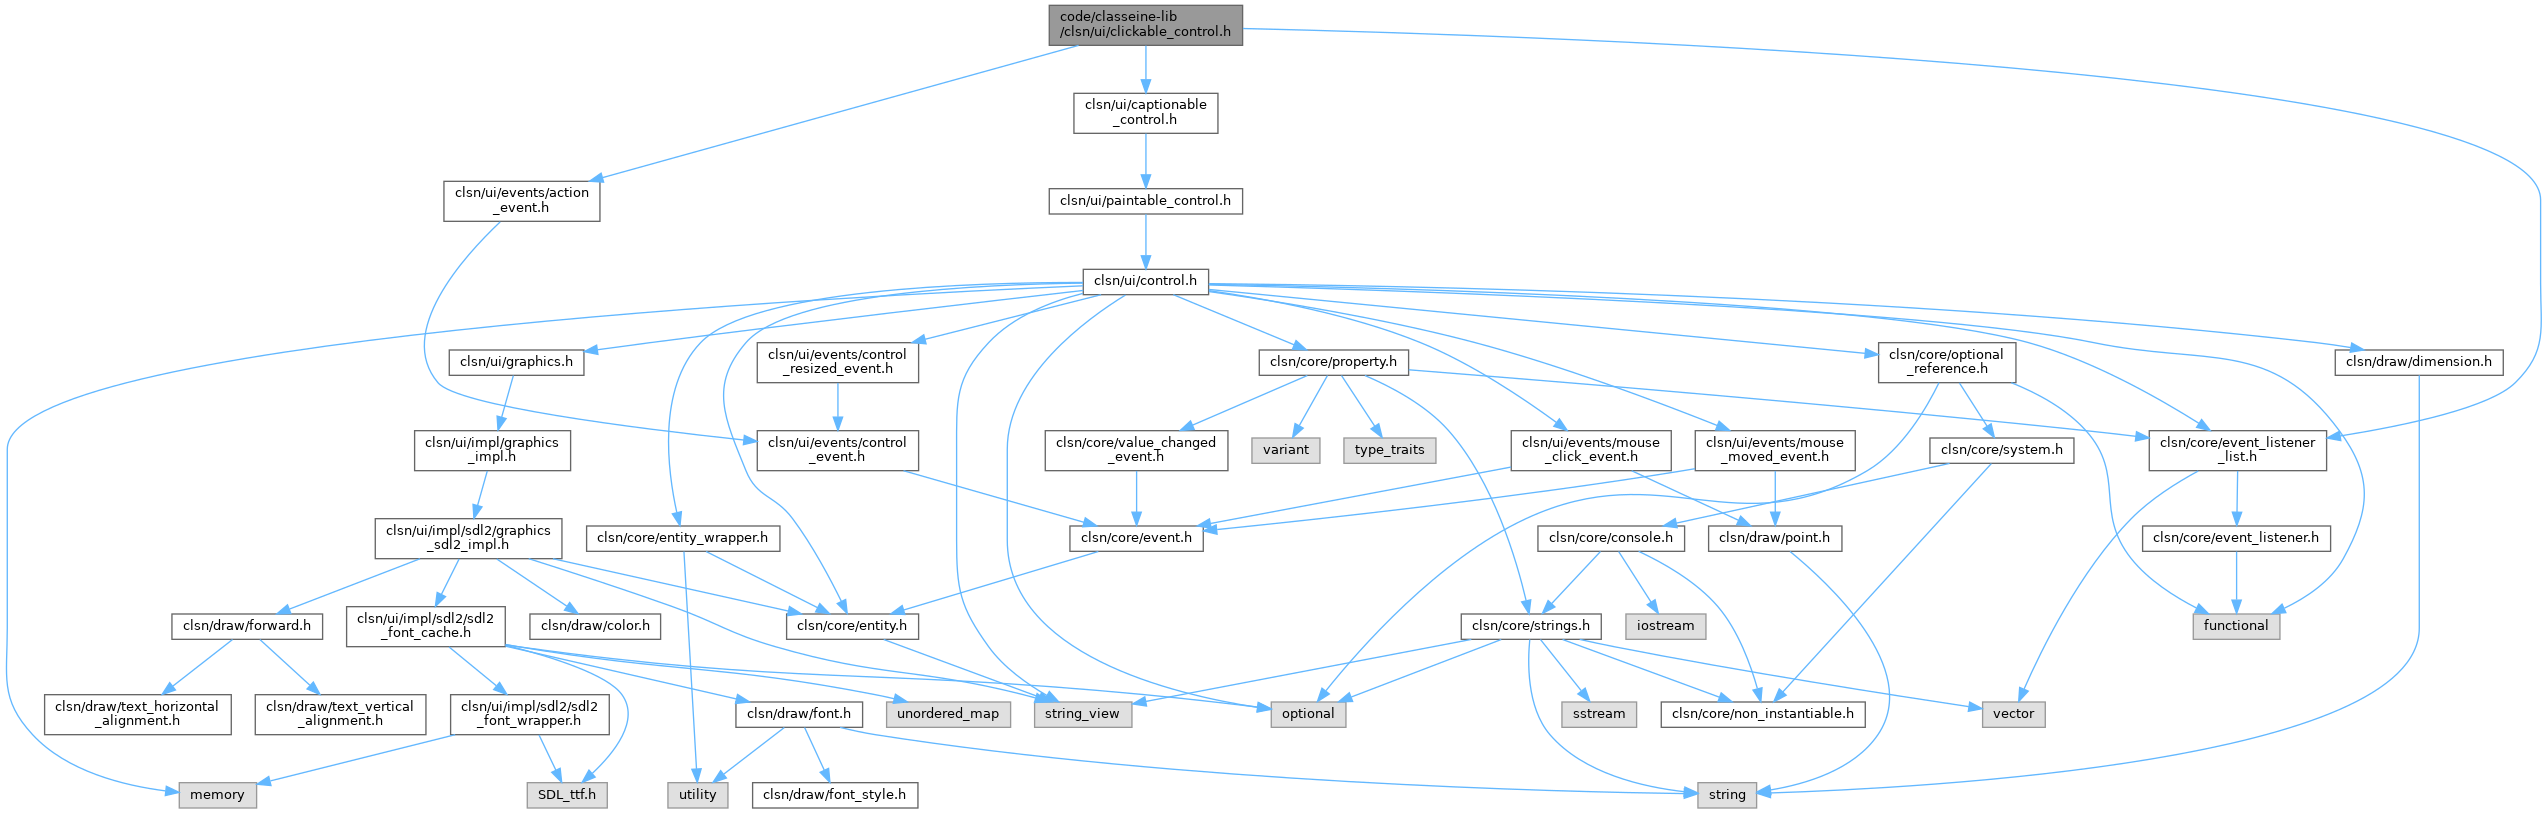 code/classeine-lib
/clsn/ui/clickable_control.h
clsn/ui/captionable
_control.h
clsn/ui/events/action
_event.h
clsn/ui/paintable_control.h
clsn/ui/control.h
clsn/ui/graphics.h
clsn/ui/events/control
_resized_event.h
clsn/core/property.h
clsn/core/optional
_reference.h
clsn/draw/dimension.h
clsn/ui/impl/graphics
_impl.h
clsn/ui/events/control
_event.h
clsn/core/value_changed
_event.h
variant
type_traits
clsn/ui/events/mouse
_click_event.h
clsn/ui/events/mouse
_moved_event.h
clsn/core/system.h
clsn/core/event_listener
_list.h
clsn/ui/impl/sdl2/graphics
_sdl2_impl.h
clsn/core/entity_wrapper.h
clsn/core/event.h
clsn/core/console.h
clsn/draw/point.h
clsn/core/event_listener.h
clsn/draw/forward.h
clsn/ui/impl/sdl2/sdl2
_font_cache.h
clsn/draw/color.h
clsn/core/entity.h
clsn/core/strings.h
iostream
functional
clsn/draw/text_horizontal
_alignment.h
clsn/draw/text_vertical
_alignment.h
clsn/ui/impl/sdl2/sdl2
_font_wrapper.h
clsn/draw/font.h
unordered_map
string_view
optional
sstream
clsn/core/non_instantiable.h
vector
memory
SDL_ttf.h
utility
clsn/draw/font_style.h
string